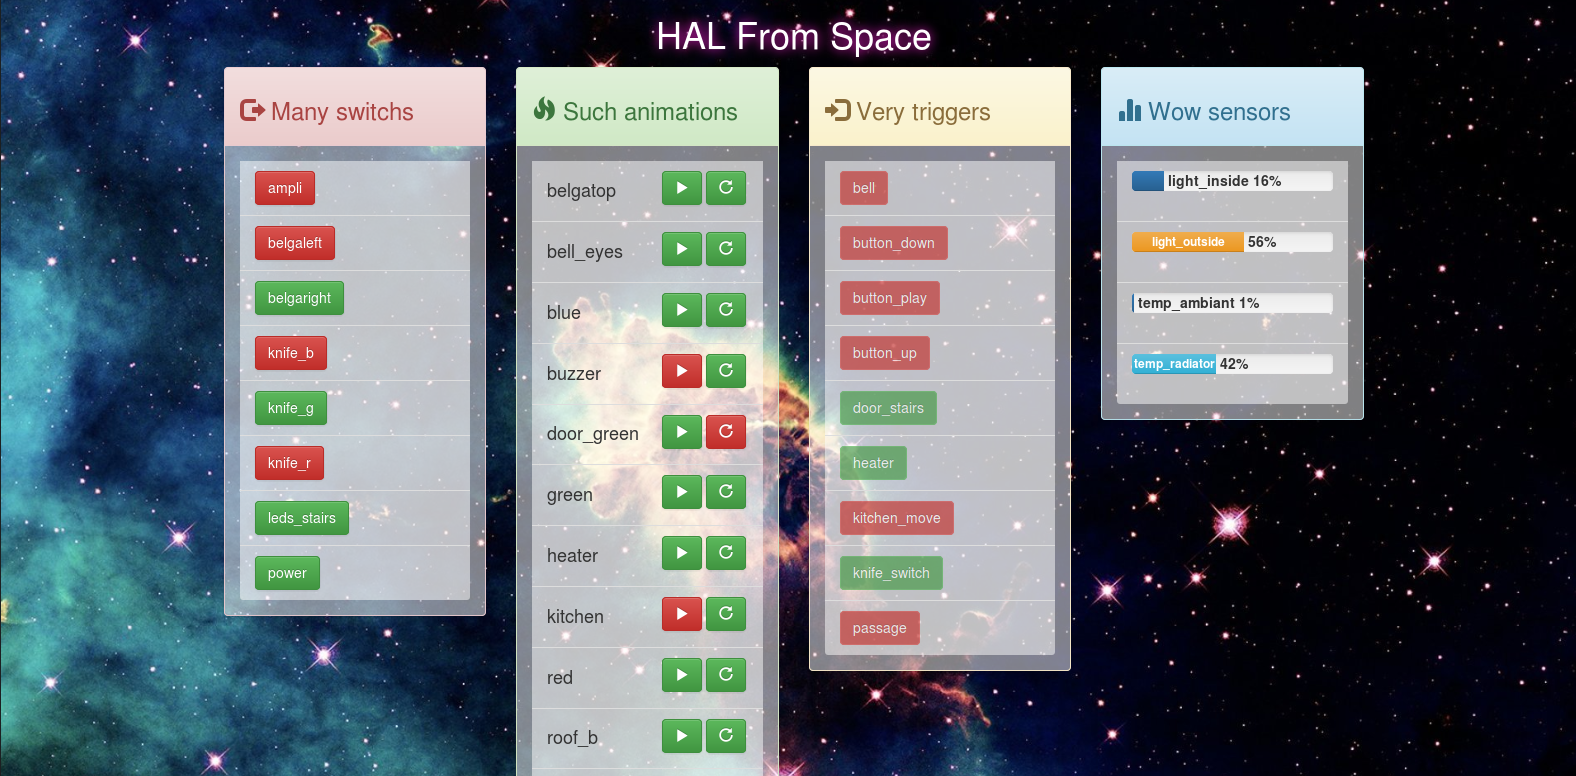 HAL From Space
Many switchs
ampli
belgaleft
belgaright
knife_b
knife_g
knife_r
leds_stairs
power
Such animations
belgatop
bell_eyes
blue
buzzer
door_green
green
heater
kitchen
red
roof_b
Very triggers
bell
button_down
button_play
button_up
door_stairs
heater
kitchen_move
knife_switch
passage
Wow sensors
light_inside 16%
light_outside 56%
temp_ambiant 1%
temp_radiator 42%